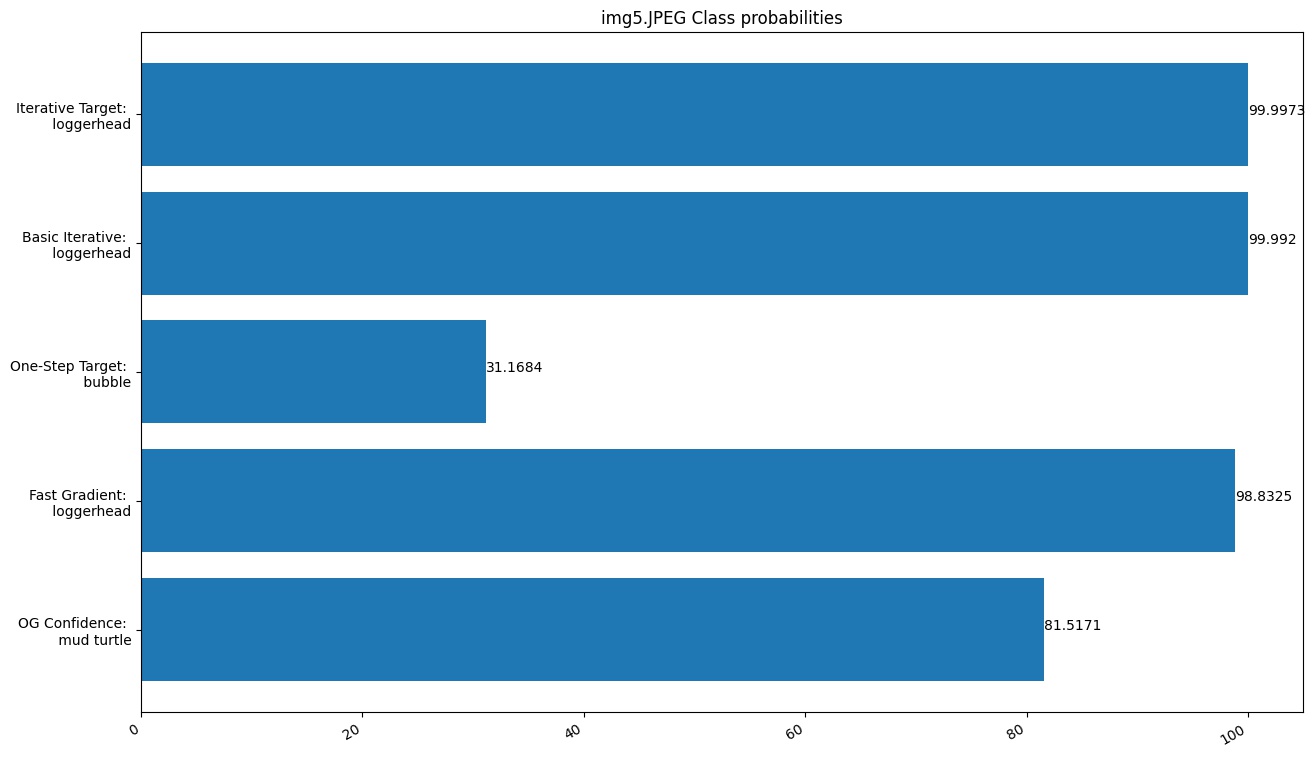 img5.JPEG Class probabilities
Iterative Target:
loggerhead
99.9973
Basic Iterative:
loggerhead
99.992
One-Step Target:
bubble
31.1684
Fast Gradient:
loggerhead
98.8325
OG Confidence:
mud turtle
81.5171
0 20 40 60 80 100